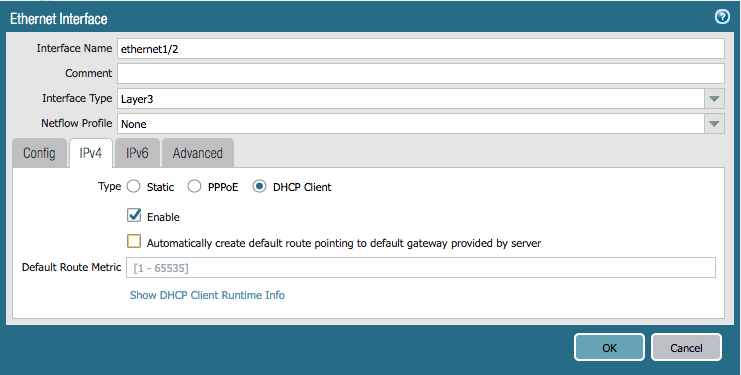 Ethernet Interface
Interface Name ethernet1/2
Comment
Interface Type Layer3
Netflow Profile None
Config IPv4 IPv6 Advanced
Type Static PPPoE DHCP Client
Enable
Automatically create default route pointing to default gateway provided by server
Default Route Metric [1 - 65535]
Show DHCP Client Runtime Info
OK Cancel